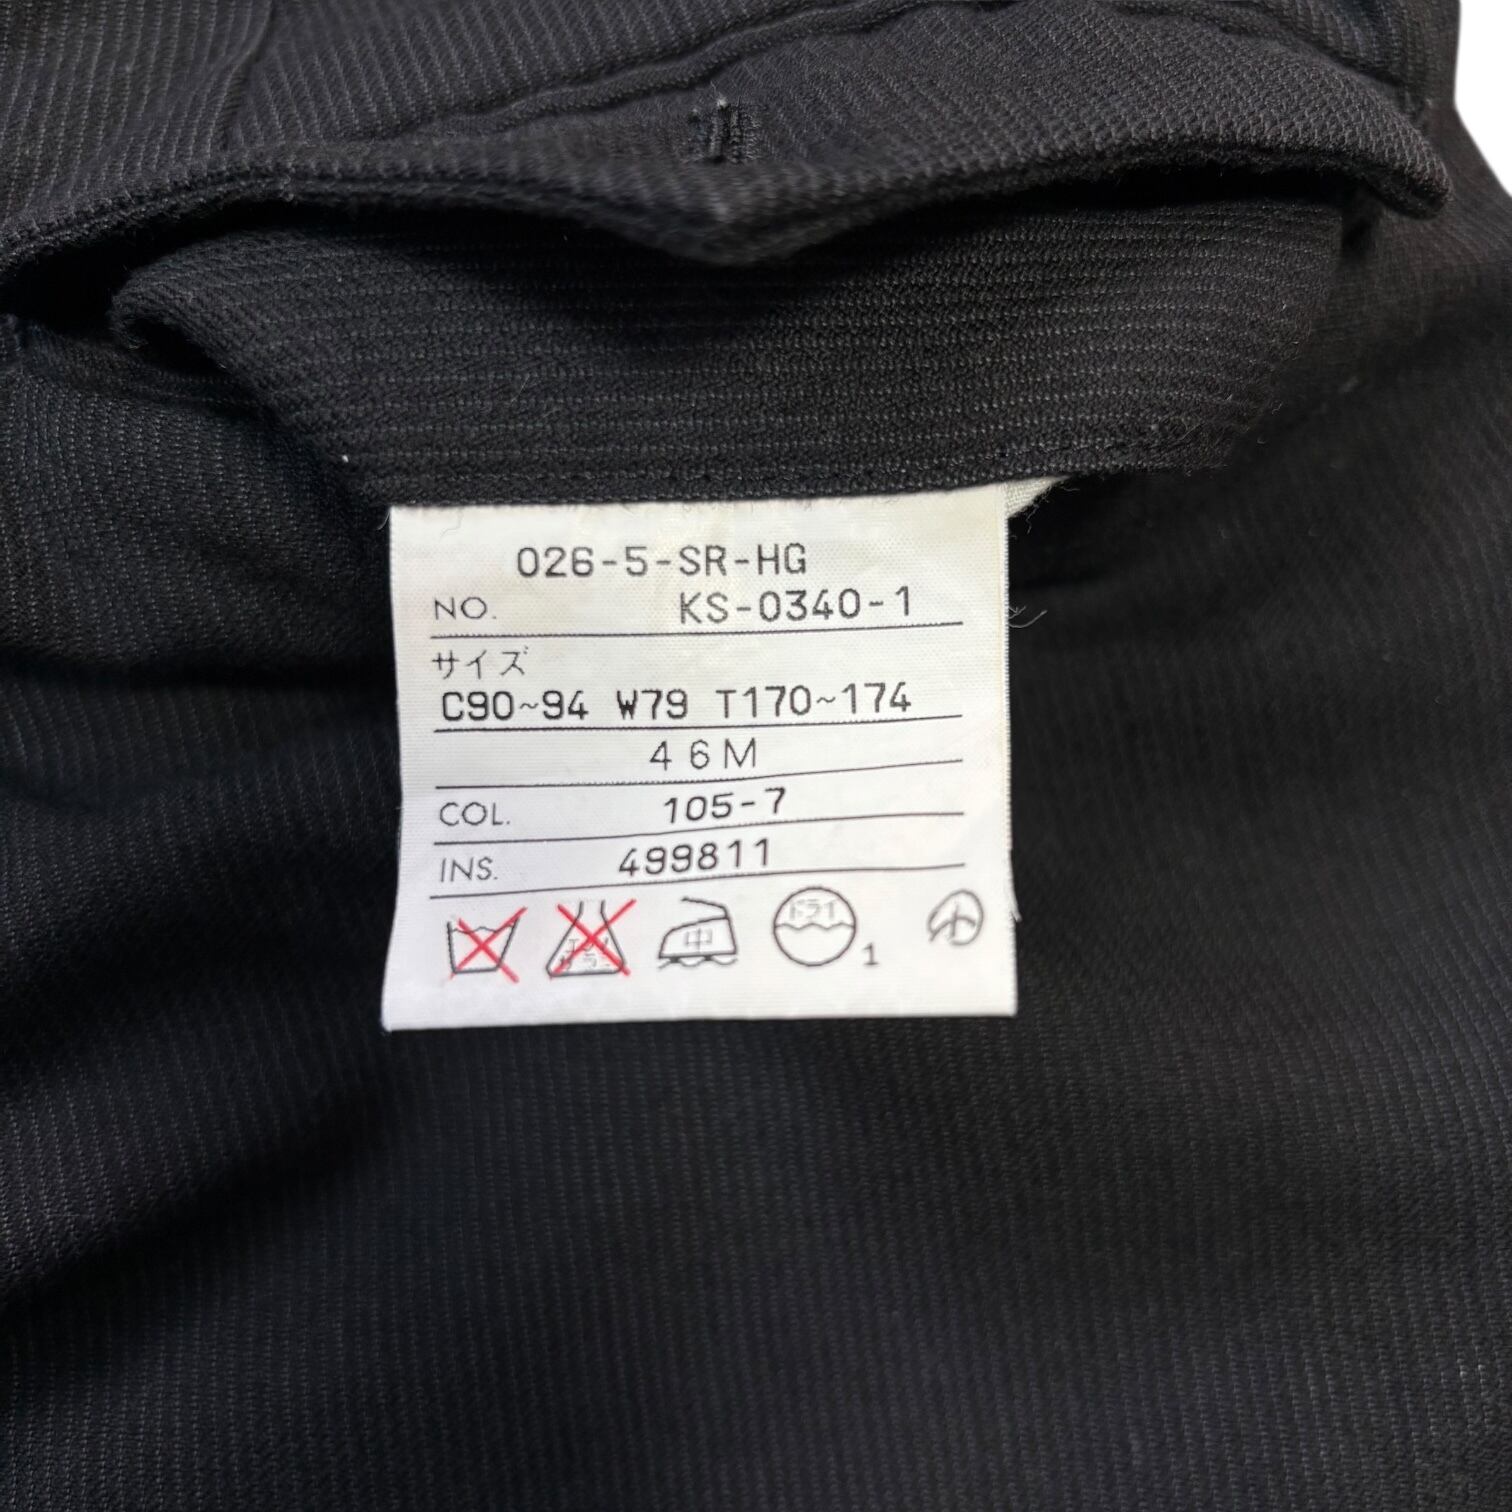 026-5-SR-HG
NO. KS-0340-1
サイズ
C90~94 W79 T170~174
46M
COL. 105-7
INS. 499811
中 ドライ 1